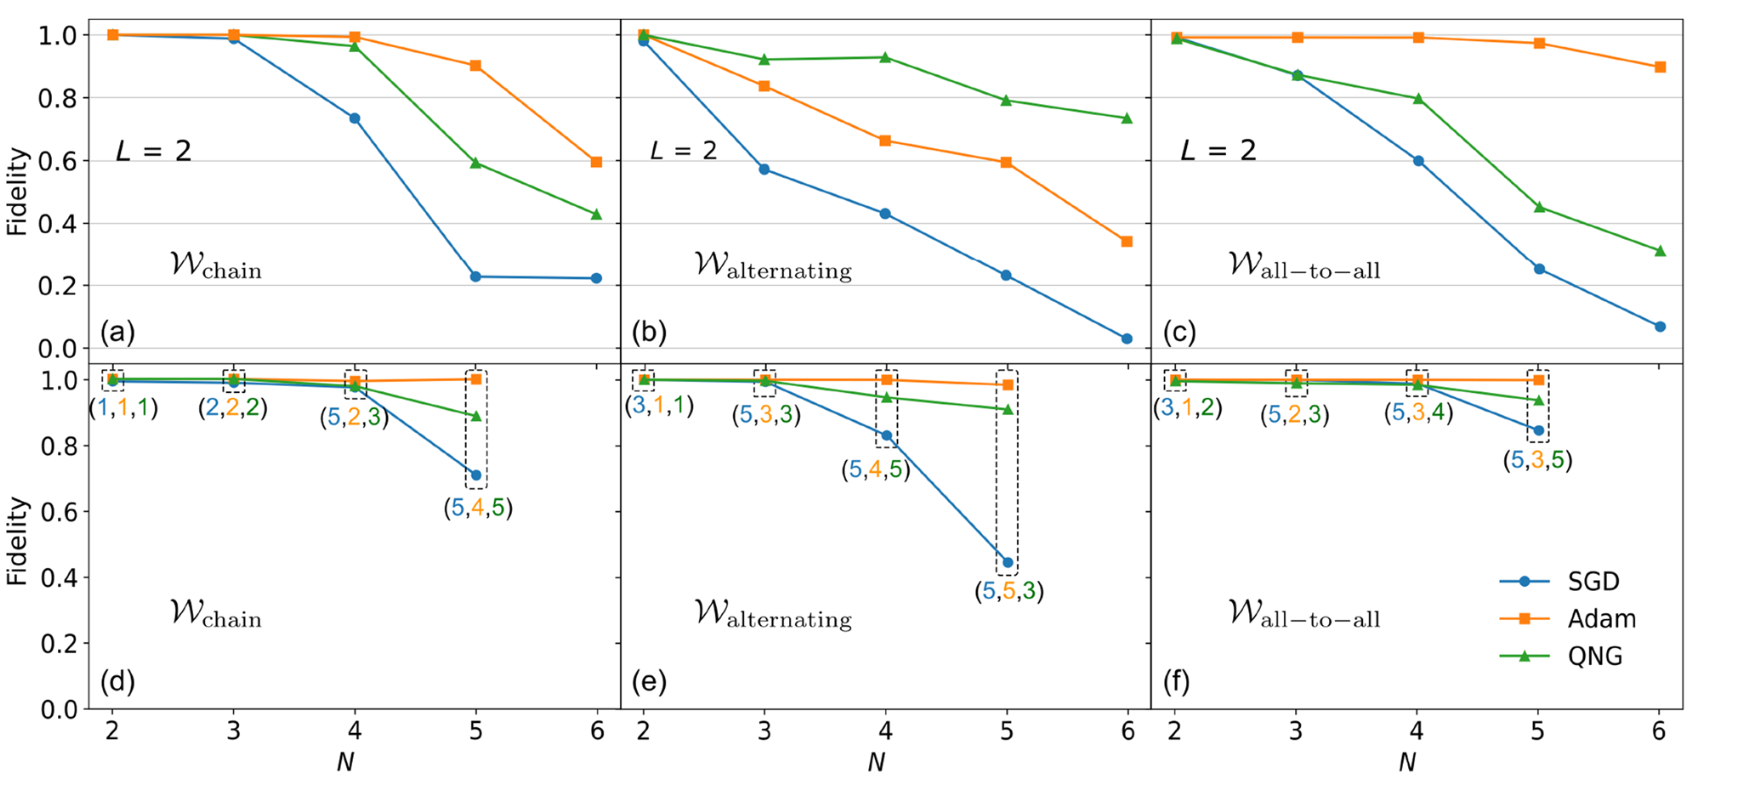 Fidelity
1.0
0.8
0.6
0.4
0.2
0.0
L = 2
𝒲chain
(a)
L = 2
𝒲alternating
(b)
L = 2
𝒲all−to−all
(c)
Fidelity
1.0
0.8
0.6
0.4
0.2
0.0
(1,1,1)
(2,2,2)
(5,2,3)
(5,4,5)
𝒲chain
(d)
2 3 4 5 6
N
(3,1,1)
(5,3,3)
(5,4,5)
(5,5,3)
𝒲alternating
(e)
2 3 4 5 6
N
(3,1,2)
(5,2,3)
(5,3,4)
(5,3,5)
𝒲all−to−all
SGD
Adam
QNG
(f)
2 3 4 5 6
N